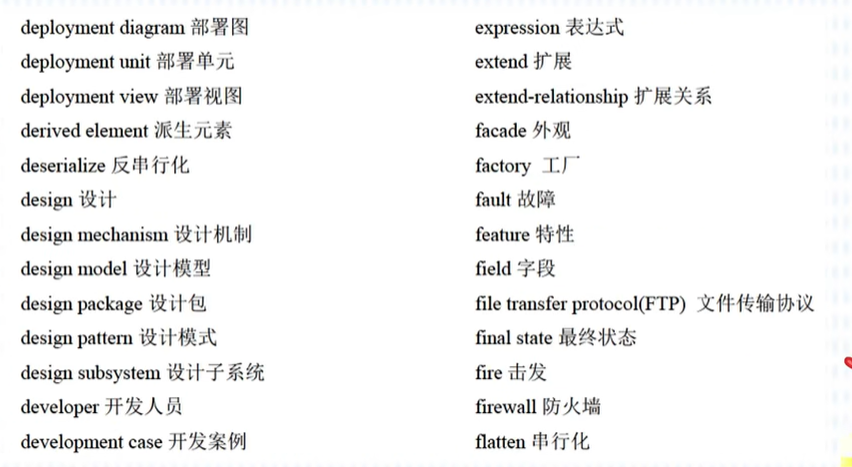 deployment diagram 部署图
deployment unit 部署单元
deployment view 部署视图
derived element 派生元素
deserialize 反串行化
design 设计
design mechanism 设计机制
design model 设计模型
design package 设计包
design pattern 设计模式
design subsystem 设计子系统
developer 开发人员
development case 开发案例
expression 表达式
extend 扩展
extend-relationship 扩展关系
facade 外观
factory 工厂
fault 故障
feature 特性
field 字段
file transfer protocol(FTP) 文件传输协议
final state 最终状态
fire 击发
firewall 防火墙
flatten 串行化